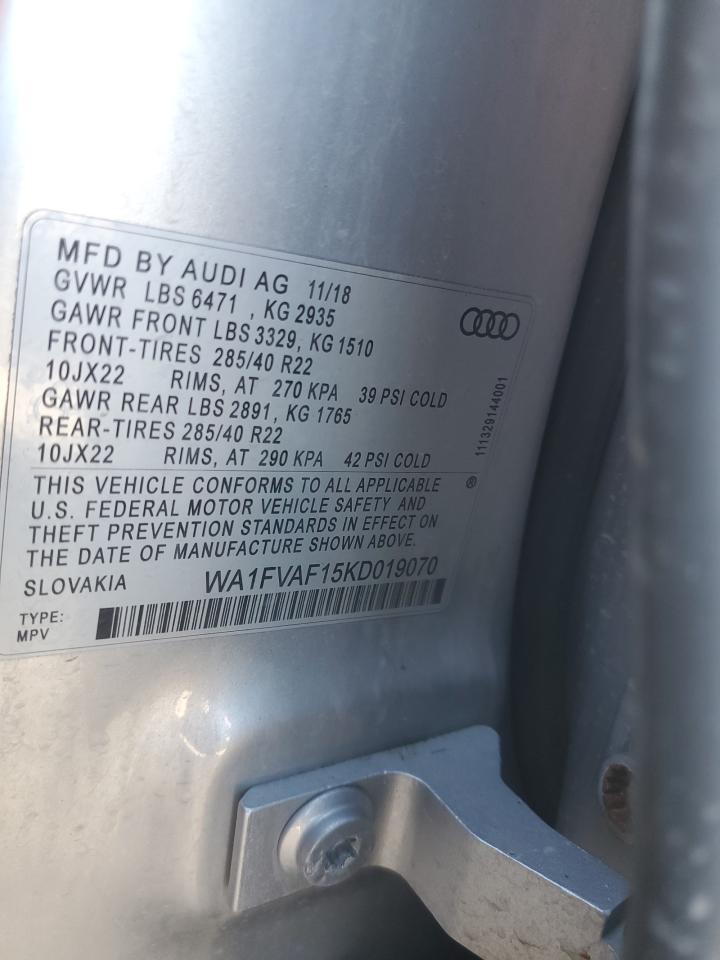 MFD BY AUDI AG 11/18
GVWR LBS 6471 , KG 2935
GAWR FRONT LBS 3329, KG 1510
FRONT-TIRES 285/40 R22
10JX22 RIMS, AT 270 KPA 39 PSI COLD
GAWR REAR LBS 2891, KG 1765
REAR-TIRES 285/40 R22
10JX22 RIMS, AT 290 KPA 42 PSI COLD
THIS VEHICLE CONFORMS TO ALL APPLICABLE ®
U.S. FEDERAL MOTOR VEHICLE SAFETY AND
THEFT PREVENTION STANDARDS IN EFFECT ON
THE DATE OF MANUFACTURE SHOWN ABOVE.
SLOVAKIA WA1FVAF15KD019070
TYPE:
MPV
111329144001